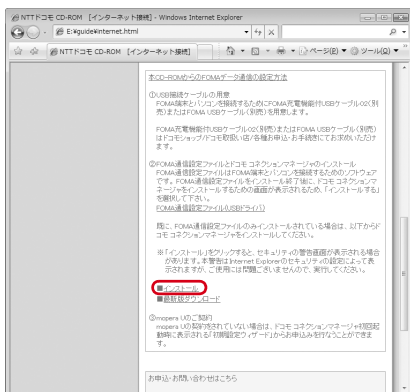 NTTドコモ CD-ROM [インターネット接続] - Windows Internet Explorer
E:¥guide¥internet.html
NTTドコモ CD-ROM [インターネット接続]
ページ(P) ツール(O)
本CD-ROMからのFOMAデータ通信の設定方法
①USB接続ケーブルの用意
FOMA端末とパソコンを接続するためにFOMA充電機能付USBケーブル02(別
売)またはFOMA USBケーブル(別売)を用意します。
FOMA充電機能付USBケーブル02(別売)またはFOMA USBケーブル(別売)
はドコモショップ/ドコモ取扱い店/各種お申込・お手続きにてお求めいただけ
ます。
②FOMA通信設定ファイルとドコモ コネクションマネージャのインストール
FOMA通信設定ファイルはFOMA端末とパソコンを接続するためのソフトウェア
です。FOMA通信設定ファイルをインストール終了後に、ドコモ コネクションマ
ネージャをインストールするための画面が表示されるため、「インストールする」
を選択して下さい。
FOMA通信設定ファイル(USBドライバ)
既に、FOMA通信設定ファイルのみインストールされている場合は、以下からド
コモ コネクションマネージャをインストールしてください。
※「インストール」をクリックすると、セキュリティの警告画面が表示される場合
があります。本警告はInternet Explorerのセキュリティの設定によって表
示されますが、ご使用には問題ございませんので、実行してください。
■インストール
■最新版ダウンロード
③mopera Uのご契約
mopera Uの契約をされていない場合は、ドコモ コネクションマネージャ初回起
動時に表示される「初期設定ウィザード」からお申込みを行なうことができま
す。
お申込・お問い合わせはこちら